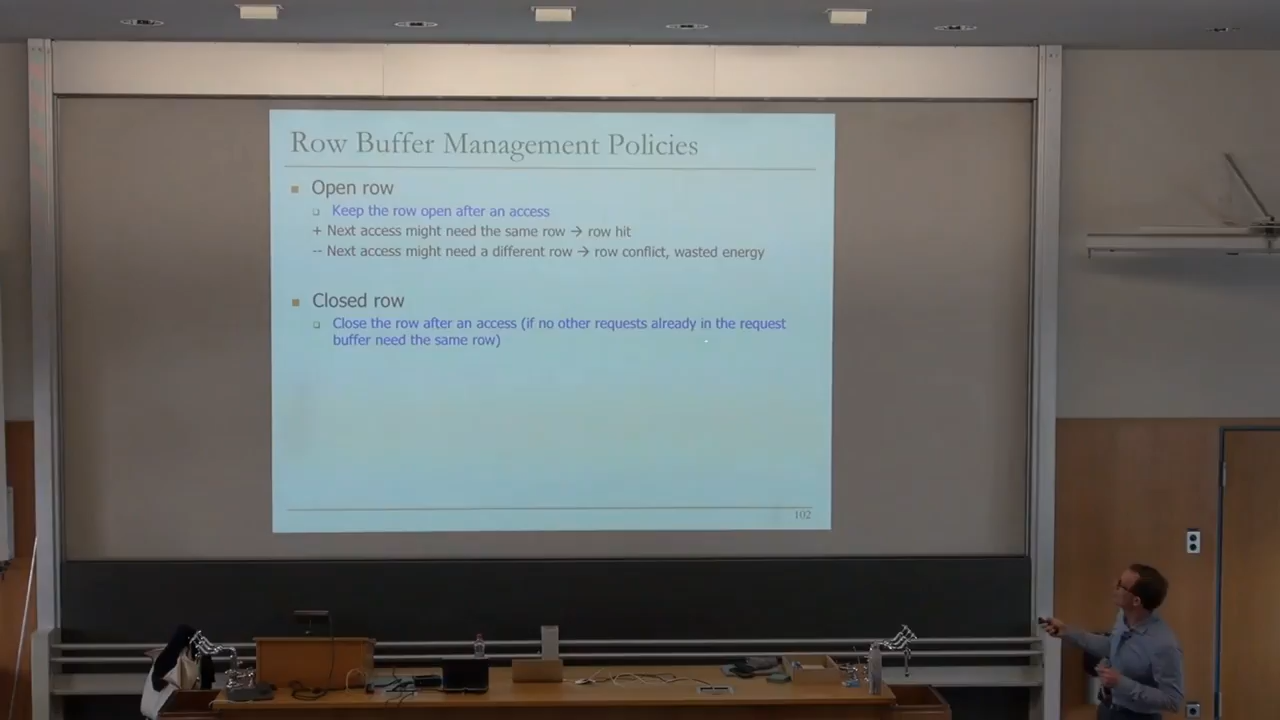 Row Buffer Management Policies
Open row
Keep the row open after an access
+ Next access might need the same row → row hit
-- Next access might need a different row → row conflict, wasted energy
Closed row
Close the row after an access (if no other requests already in the request
buffer need the same row)
102